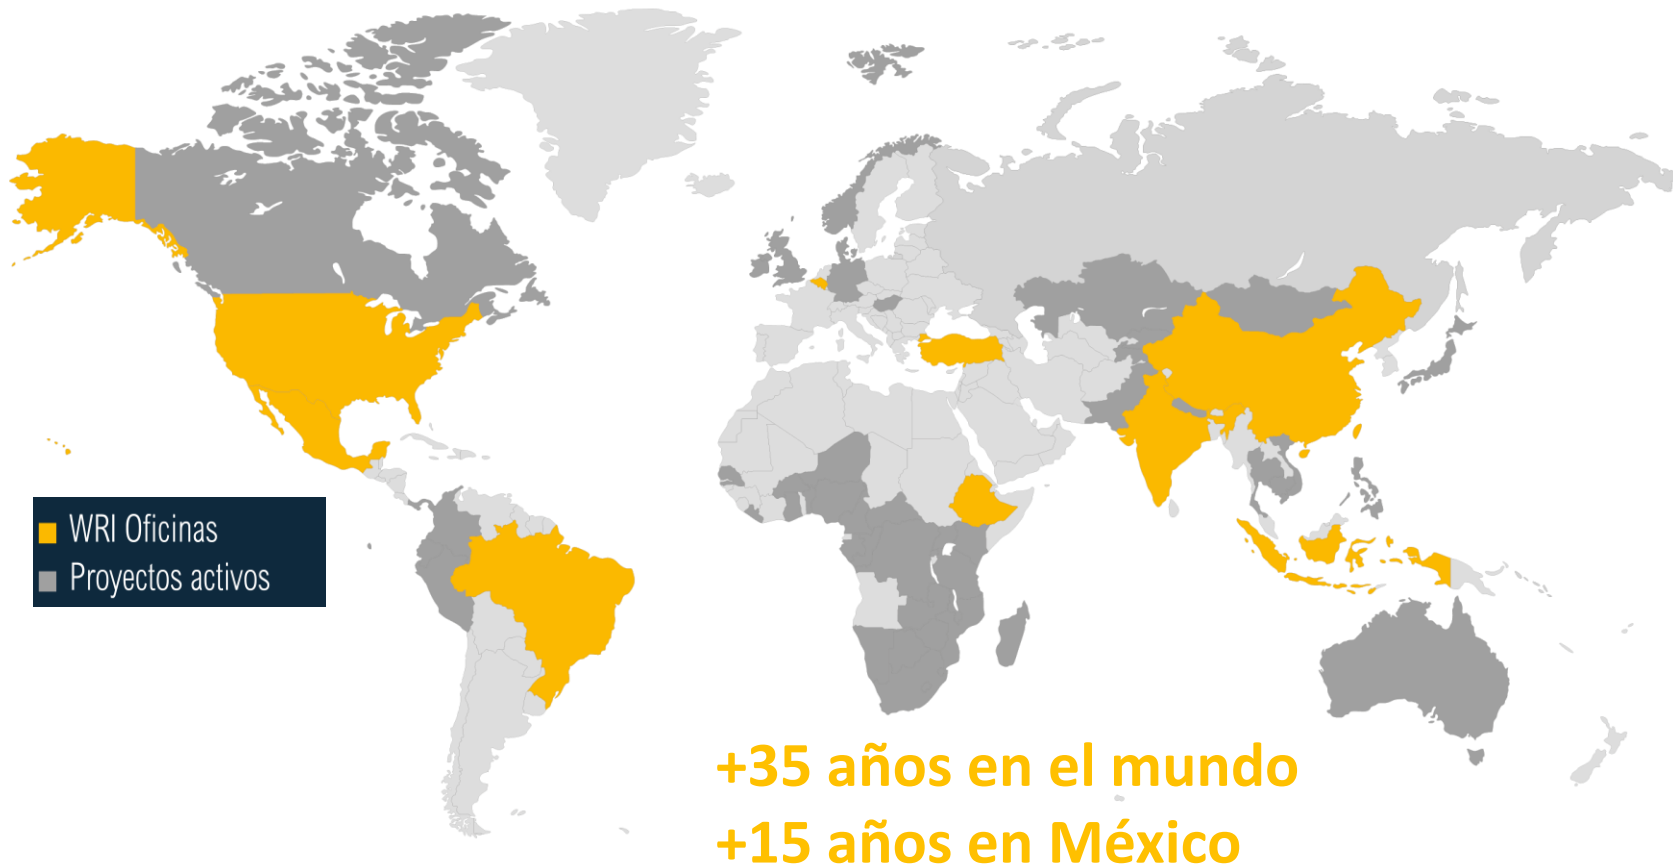 WRI Oficinas
Proyectos activos
+35 años en el mundo
+15 años en México